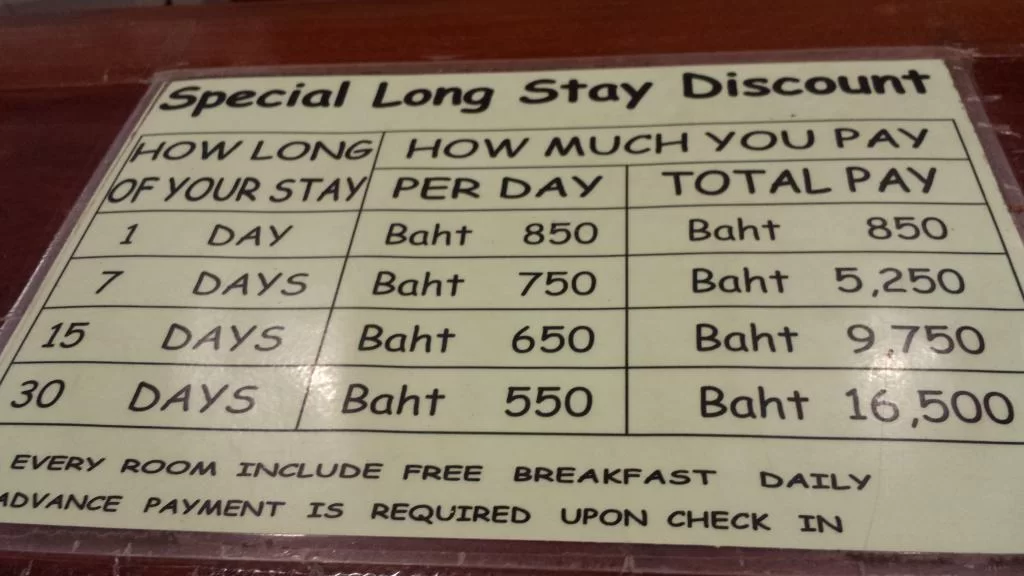 Special Long Stay Discount
HOW LONG HOW MUCH YOU PAY
OF YOUR STAY PER DAY TOTAL PAY
1 DAY Baht 850 Baht 850
7 DAYS Baht 750 Baht 5,250
15 DAYS Baht 650 Baht 9,750
30 DAYS Baht 550 Baht 16,500
EVERY ROOM INCLUDE FREE BREAKFAST DAILY
ADVANCE PAYMENT IS REQUIRED UPON CHECK IN